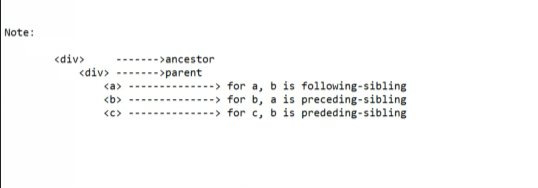 Note:
<div> ------->ancestor
<div> ------->parent
<a> --------------> for a, b is following-sibling
<b> --------------> for b, a is preceding-sibling
<c> --------------> for c, b is prededing-sibling